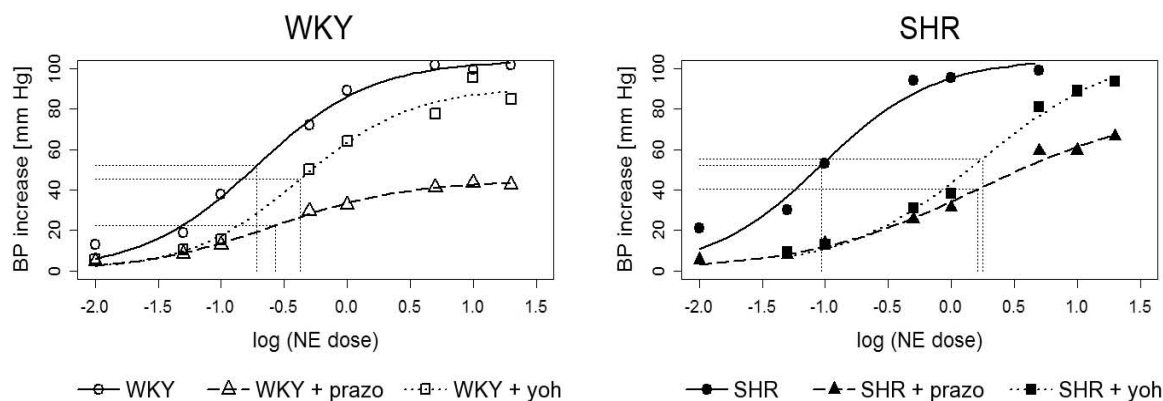 WKY
BP increase [mm Hg]
0 20 40 60 80 100
-2.0 -1.5 -1.0 -0.5 0.0 0.5 1.0 1.5
log (NE dose)
WKY WKY + prazo WKY + yoh
SHR
BP increase [mm Hg]
0 20 40 60 80 100
-2.0 -1.5 -1.0 -0.5 0.0 0.5 1.0 1.5
log (NE dose)
SHR SHR + prazo SHR + yoh